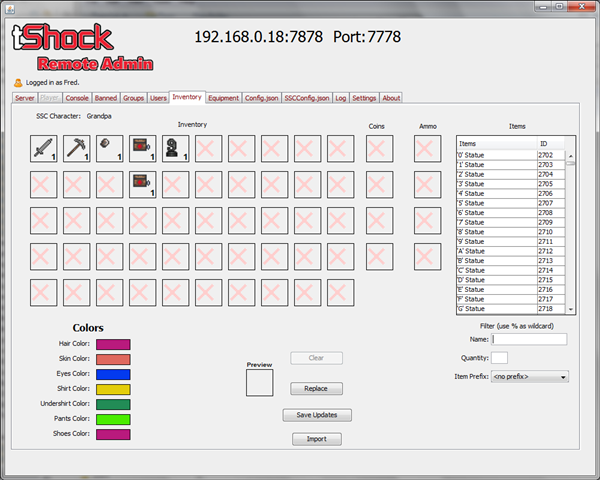 tShock
Remote Admin
192.168.0.18:7878 Port:7778
Logged in as Fred.
Server Player Console Banned Groups Users Inventory Equipment Config.json SSCConfig.json Log Settings About
SSC Character: Grandpa
Inventory Coins Ammo Items
1 1 1 1 1
1
Items ID
'0' Statue 2702
'1' Statue 2703
'2' Statue 2704
'3' Statue 2705
'4' Statue 2706
'5' Statue 2707
'6' Statue 2708
'7' Statue 2709
'8' Statue 2710
'9' Statue 2711
'A' Statue 2712
'B' Statue 2713
'C' Statue 2714
'D' Statue 2715
'E' Statue 2716
'F' Statue 2717
'G' Statue 2718
Colors
Hair Color:
Skin Color:
Eyes Color:
Shirt Color:
Undershirt Color:
Pants Color:
Shoes Color:
Preview
Clear
Replace
Save Updates
Import
Filter (use % as wildcard)
Name:
Quantity:
Item Prefix: <no prefix>